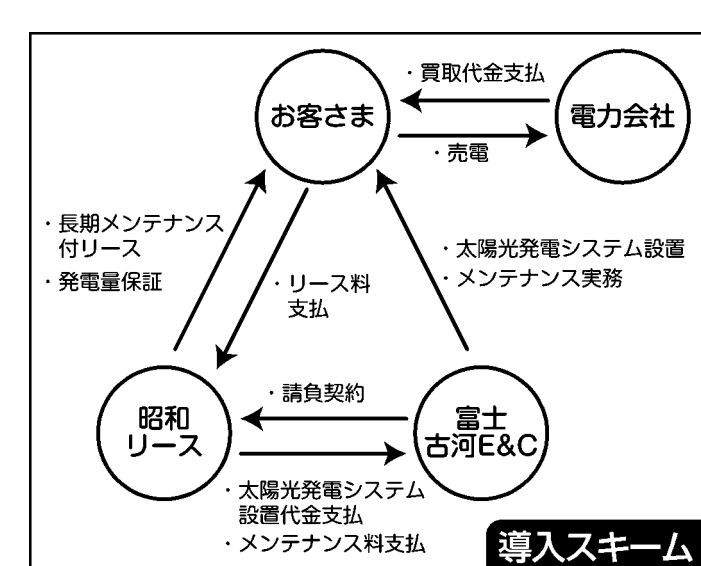 ・買取代金支払
お客さま
電力会社
・売電
・長期メンテナンス
付リース
・発電量保証
・太陽光発電システム設置
・メンテナンス実務
・リース料
支払
・請負契約
昭和
リース
富士
古河E&C
・太陽光発電システム
設置代金支払
・メンテナンス料支払
導入スキーム